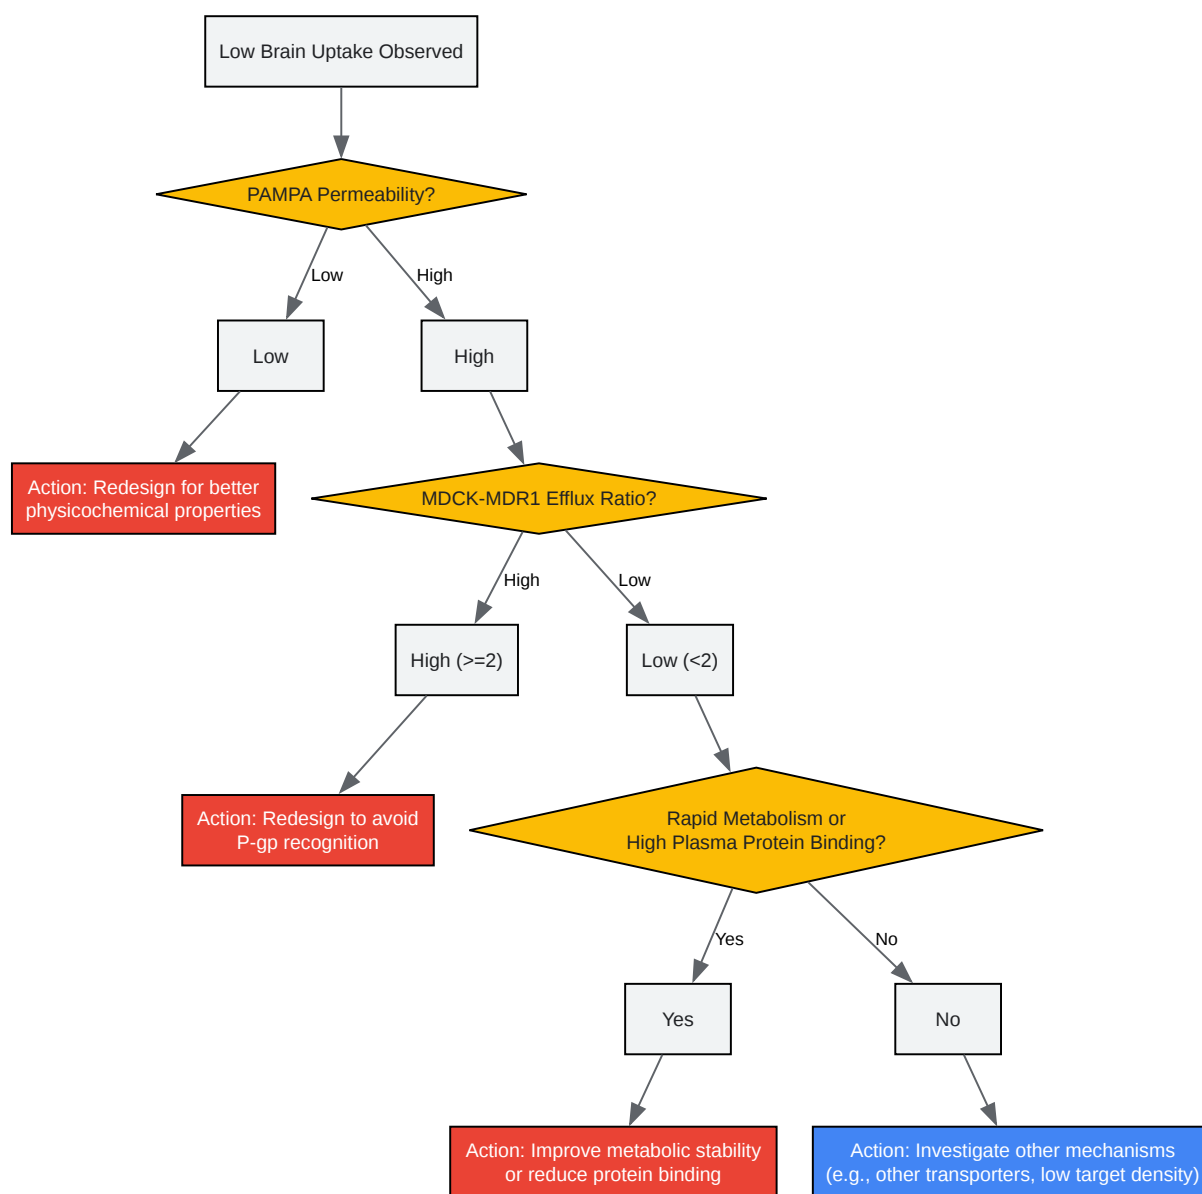 Low Brain Uptake Observed
PAMPA Permeability?
Low
High
Low
High
Action: Redesign for better
physicochemical properties
MDCK-MDR1 Efflux Ratio?
High
Low
High (>=2)
Low (<2)
Action: Redesign to avoid
P-gp recognition
Rapid Metabolism or
High Plasma Protein Binding?
Yes
No
Yes
No
Action: Improve metabolic stability
or reduce protein binding
Action: Investigate other mechanisms
(e.g., other transporters, low target density)